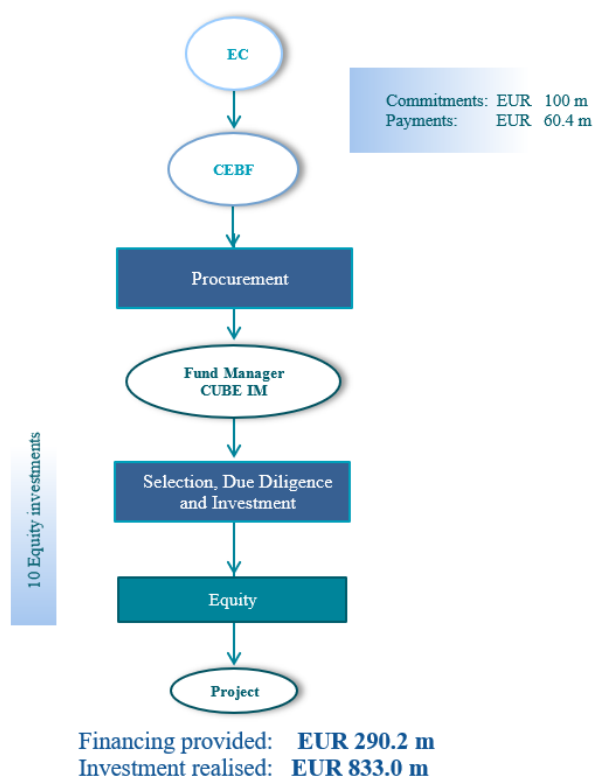 EC
Commitments: EUR 100 m
Payments: EUR 60.4 m
CEBF
Procurement
Fund Manager
CUBE IM
10 Equity investments
Selection, Due Diligence
and Investment
Equity
Project
Financing provided: EUR 290.2 m
Investment realised: EUR 833.0 m